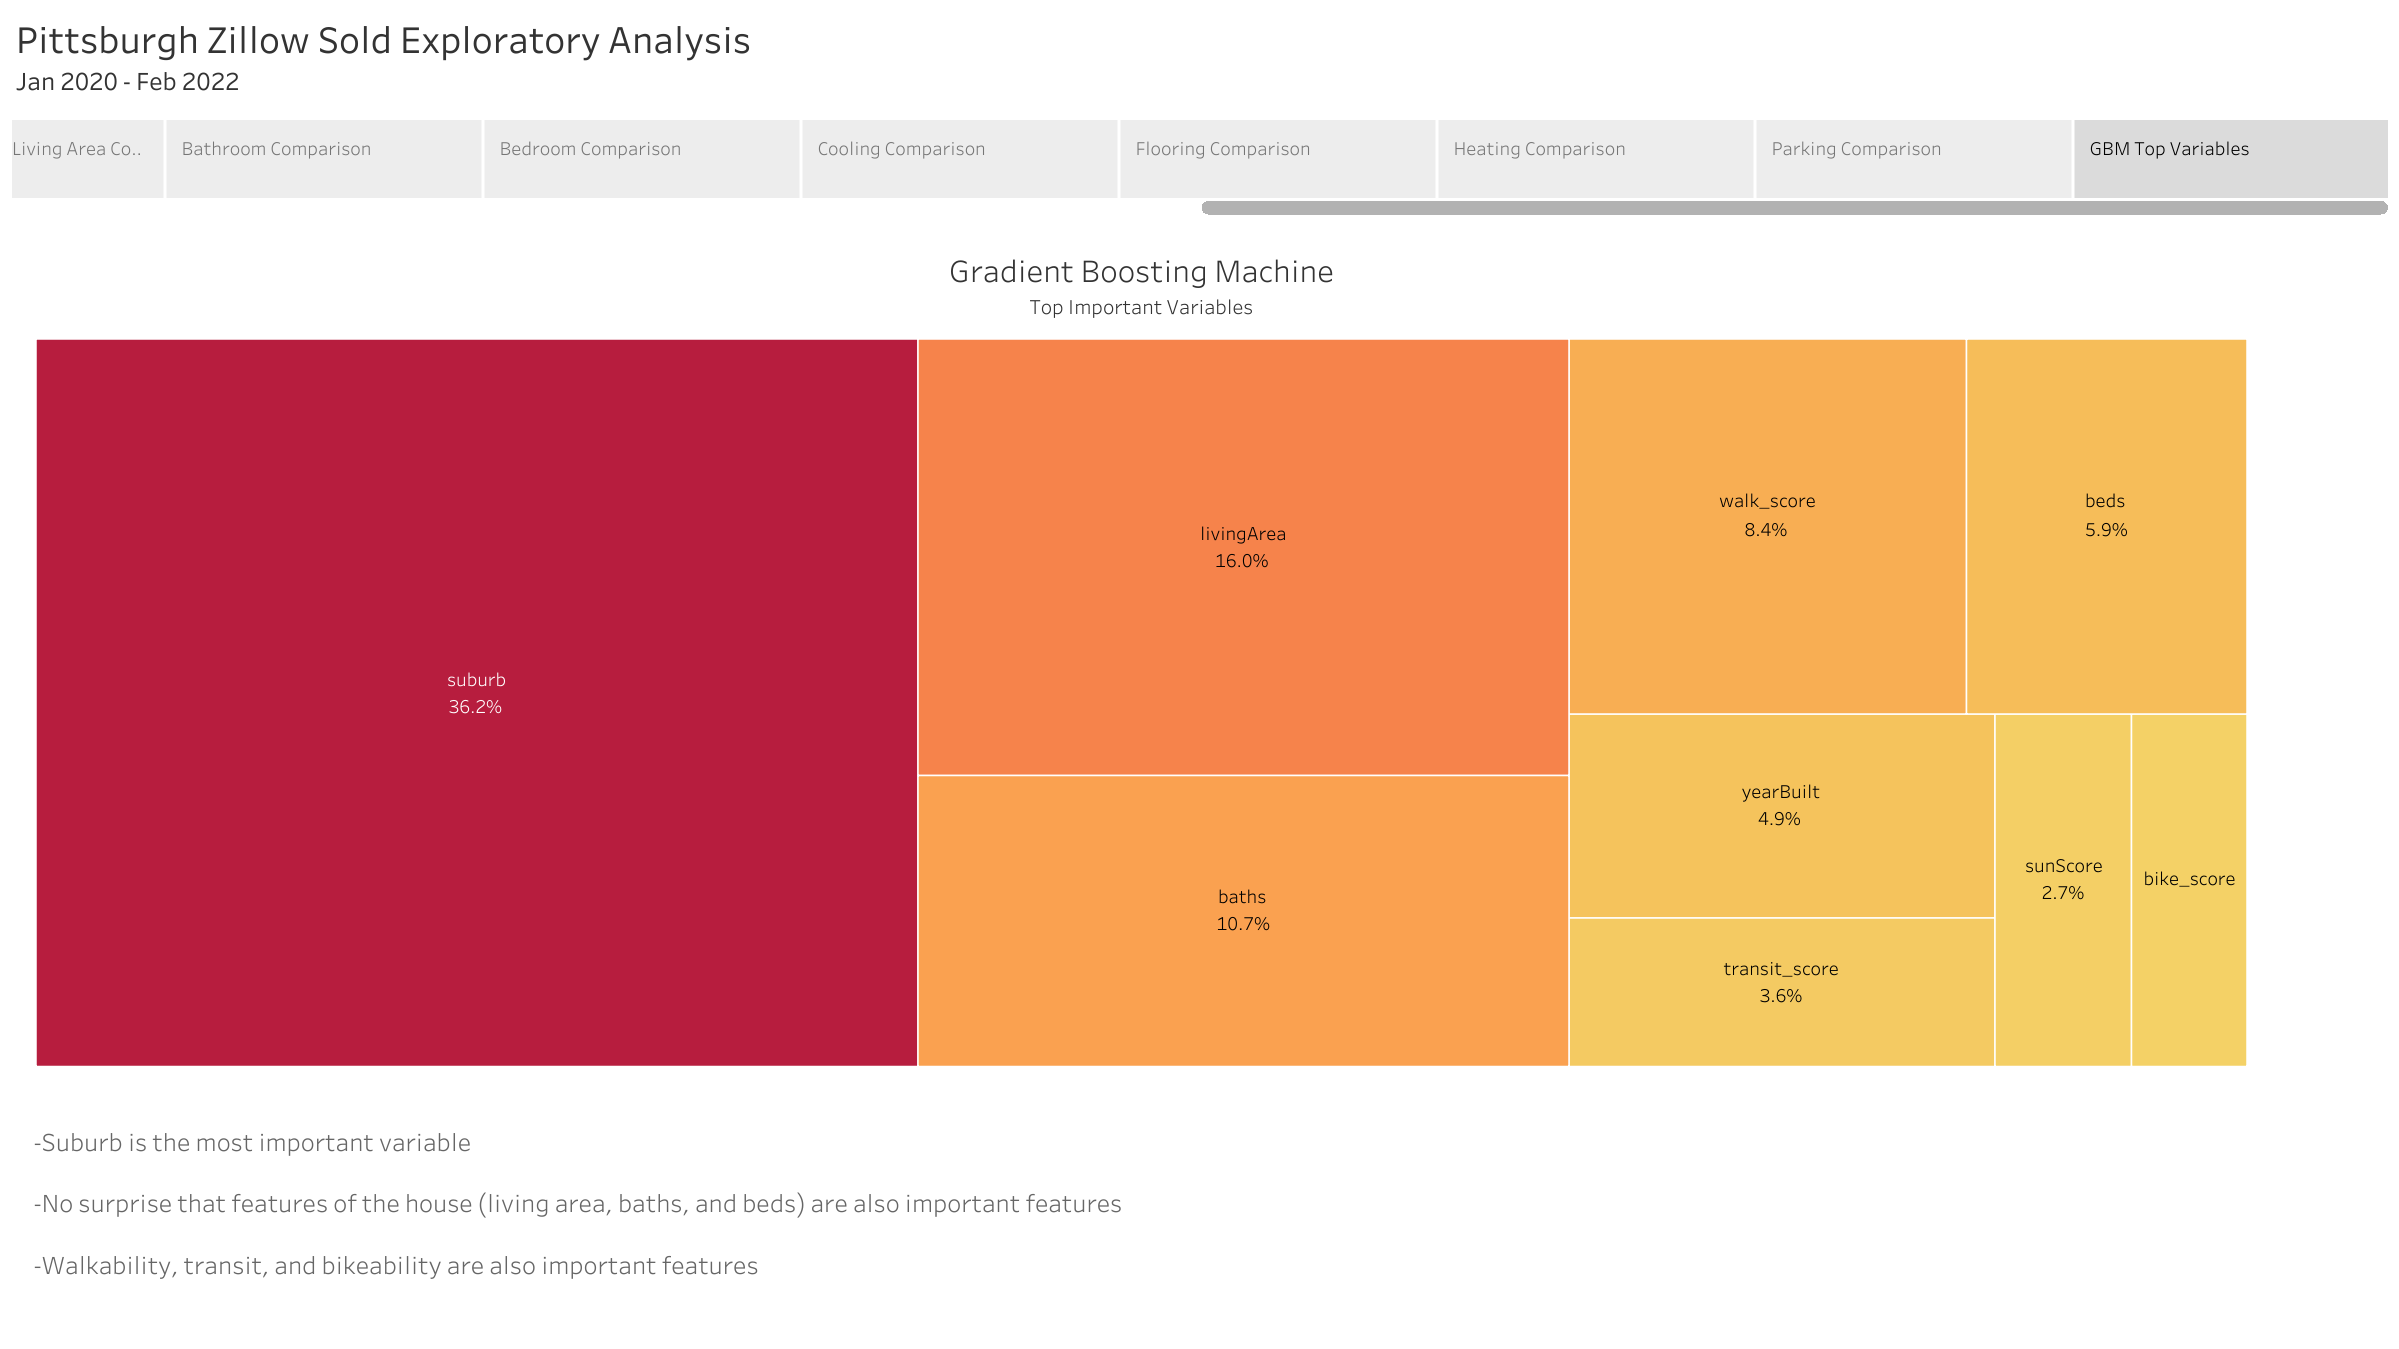 Pittsburgh Zillow Sold Exploratory Analysis
Jan 2020 - Feb 2022
Living Area Co..
Bathroom Comparison
Bedroom Comparison
Cooling Comparison
Flooring Comparison
Heating Comparison
Parking Comparison
GBM Top Variables
Gradient Boosting Machine
Top Important Variables
suburb
36.2%
livingArea
16.0%
baths
10.7%
walk_score
8.4%
beds
5.9%
yearBuilt
4.9%
transit_score
3.6%
sunScore
2.7%
bike_score
-Suburb is the most important variable
-No surprise that features of the house (living area, baths, and beds) are also important features
-Walkability, transit, and bikeability are also important features